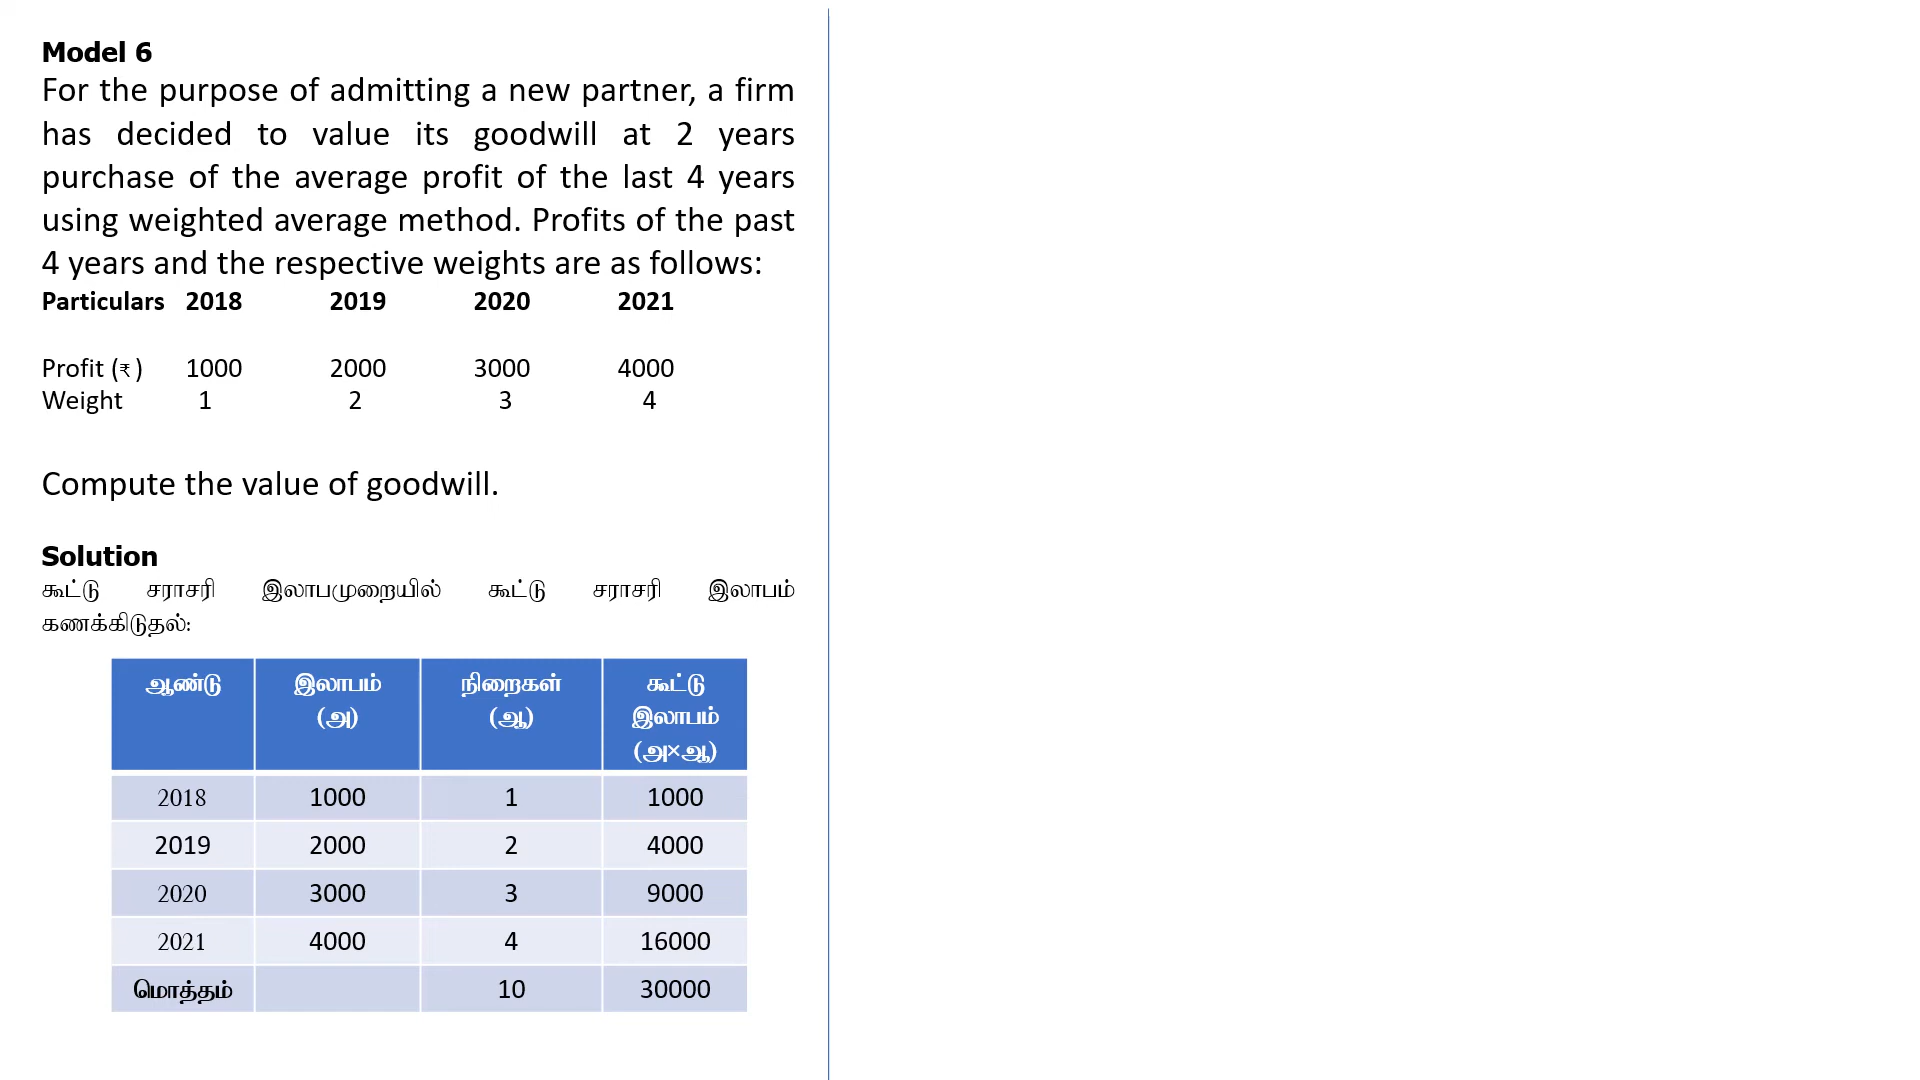 Model 6
For the purpose of admitting a new partner, a firm
has decided to value its goodwill at 2 years
purchase of the average profit of the last 4 years
using weighted average method. Profits of the past
4 years and the respective weights are as follows:
Particulars 2018 2019 2020 2021
Profit (₹ ) 1000 2000 3000 4000
Weight 1 2 3 4
Compute the value of goodwill.
Solution
கூட்டு சராசரி இலாபமுறையில் கூட்டு சராசரி இலாபம்
கணக்கிடுதல்:
ஆண்டு இலாபம் நிறைகள் கூட்டு
(அ) (ஆ) இலாபம்
(அ×ஆ)
2018 1000 1 1000
2019 2000 2 4000
2020 3000 3 9000
2021 4000 4 16000
மொத்தம் 10 30000